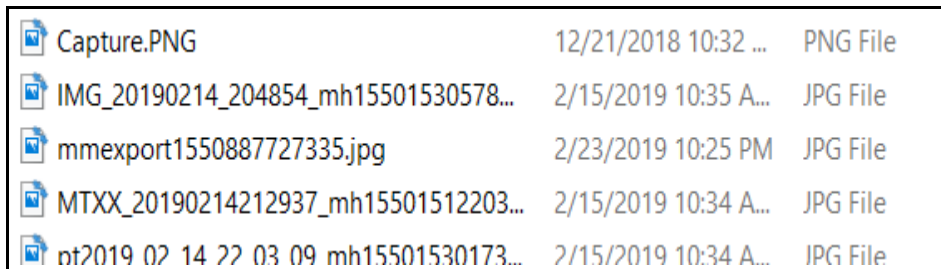 Capture.PNG 12/21/2018 10:32 ... PNG File
IMG_20190214_204854_mh15501530578... 2/15/2019 10:35 A... JPG File
mmexport1550887727335.jpg 2/23/2019 10:25 PM JPG File
MTXX_20190214212937_mh15501512203... 2/15/2019 10:34 A... JPG File
pt2019_02_14_22_03_09_mh15501530173... 2/15/2019 10:34 A... JPG File